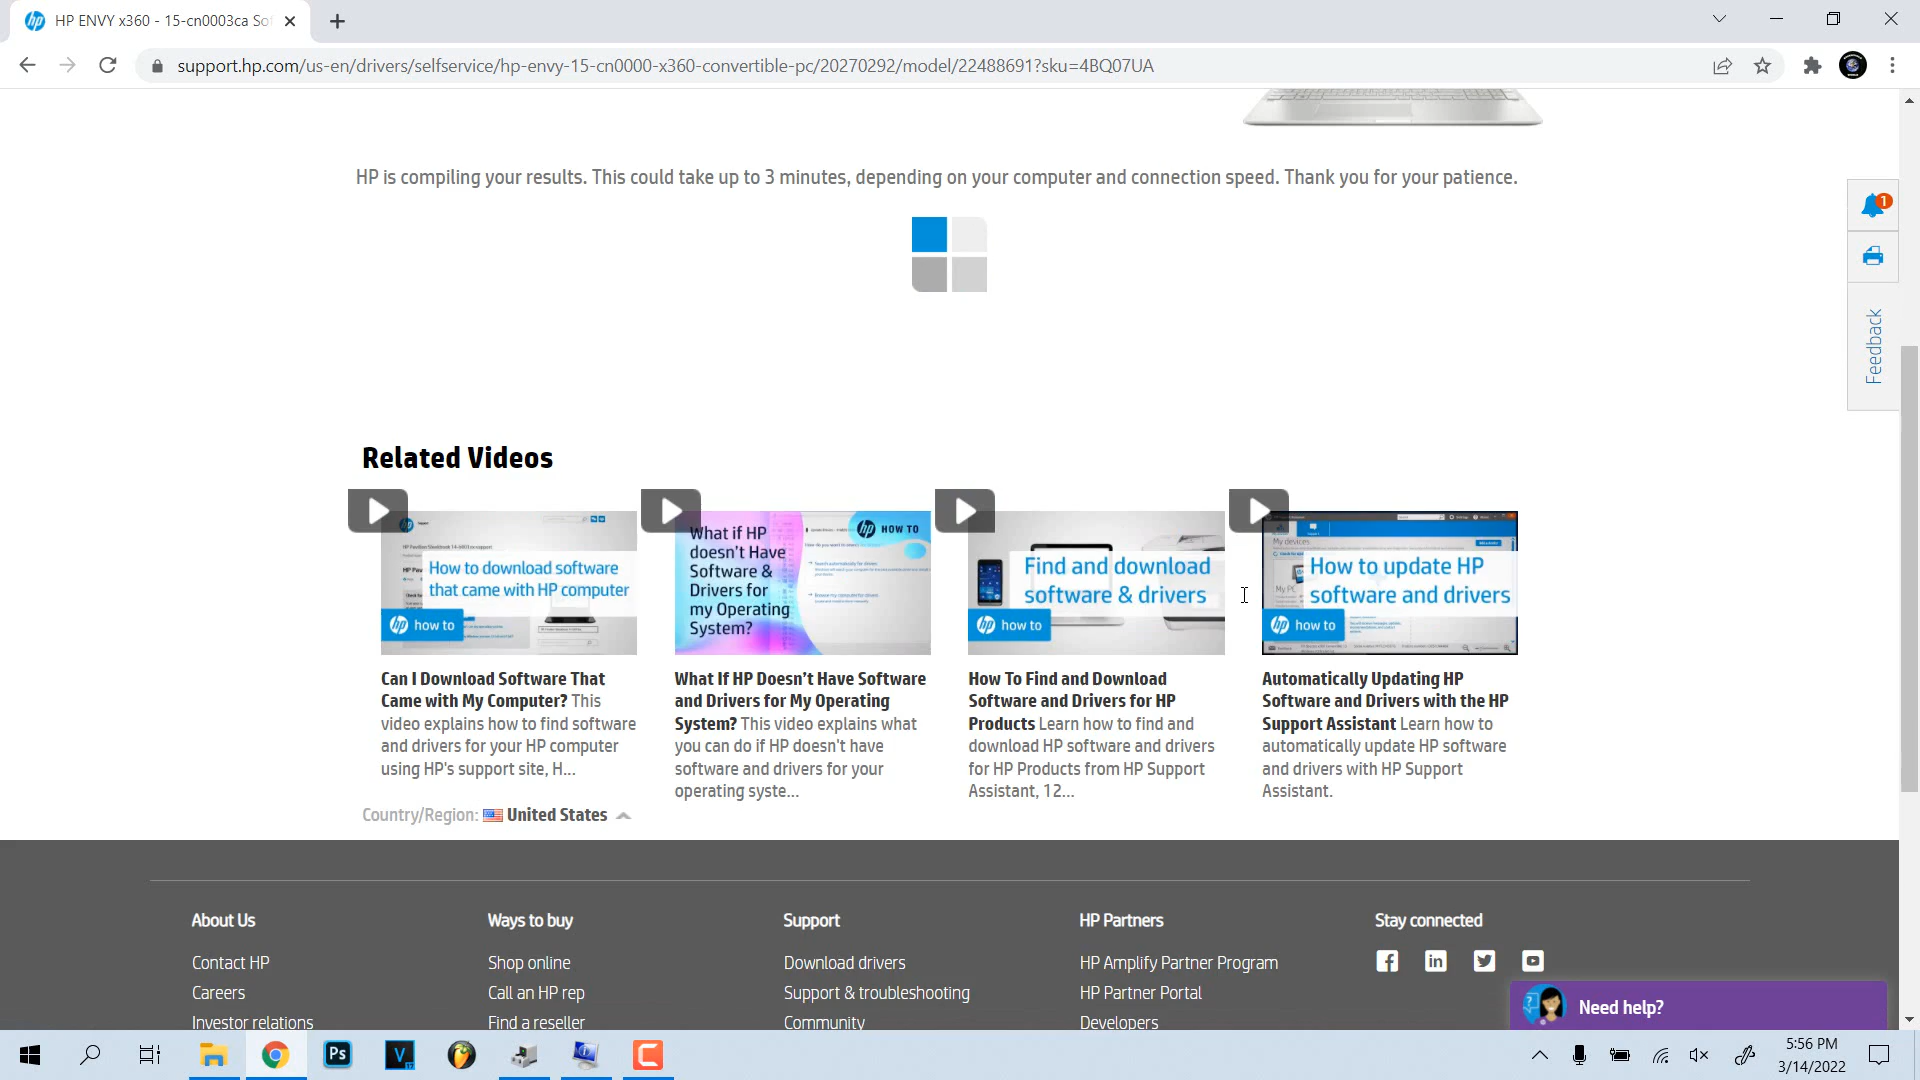 HP ENVY x360 - 15-cn0003ca Sof
support.hp.com/us-en/drivers/selfservice/hp-envy-15-cn0000-x360-convertible-pc/20270292/model/22488691?sku=4BQ07UA
HP is compiling your results. This could take up to 3 minutes, depending on your computer and connection speed. Thank you for your patience.
1
Feedback
Related Videos
How to download software
that came with HP computer
hp how to
Can I Download Software That
Came with My Computer? This
video explains how to find software
and drivers for your HP computer
using HP's support site, H...
hp HOW TO
What if HP
doesn't Have
Software &
Drivers for
my Operating
System?
What If HP Doesn’t Have Software
and Drivers for My Operating
System? This video explains what
you can do if HP doesn't have
software and drivers for your
operating syste...
Find and download
software & drivers
hp how to
How To Find and Download
Software and Drivers for HP
Products Learn how to find and
download HP software and drivers
for HP Products from HP Support
Assistant, 12...
My devices
My PC
How to update HP
software and drivers
hp how to
Automatically Updating HP
Software and Drivers with the HP
Support Assistant Learn how to
automatically update HP software
and drivers with HP Support
Assistant.
Country/Region: United States
About Us
Contact HP
Careers
Investor relations
Ways to buy
Shop online
Call an HP rep
Find a reseller
Support
Download drivers
Support & troubleshooting
Community
HP Partners
HP Amplify Partner Program
HP Partner Portal
Developers
Stay connected
Need help?
Ps
V
5:56 PM
3/14/2022